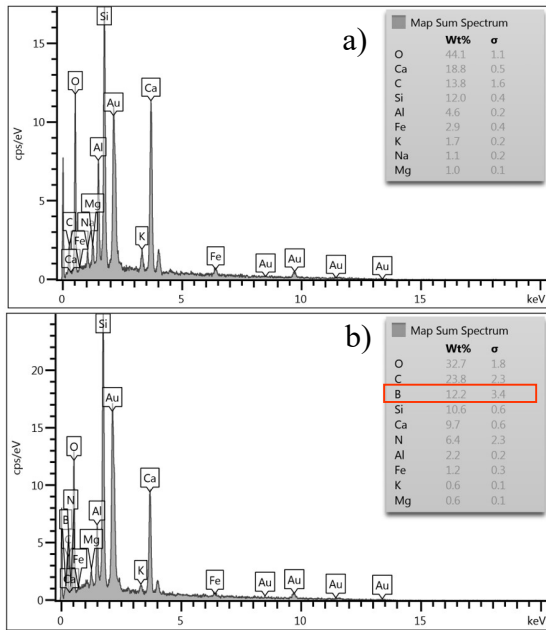 a)
Map Sum Spectrum
Wt% σ
O 44.1 1.1
Ca 18.8 0.5
C 13.8 1.6
Si 12.0 0.4
Al 4.6 0.2
Fe 2.9 0.4
K 1.7 0.2
Na 1.1 0.2
Mg 1.0 0.1
cps/eV
15
10
5
0
Si
O
Au
Ca
Al
Mg
C Na
Fe
Ca
K
Fe
Au
Au
Au
Au
0 5 10 15 keV
b)
Map Sum Spectrum
Wt% σ
O 32.7 1.8
C 23.8 2.3
B 12.2 3.4
Si 10.6 0.6
Ca 9.7 0.6
N 6.4 2.3
Al 2.2 0.2
Fe 1.2 0.3
K 0.6 0.1
Mg 0.6 0.1
cps/eV
20
15
10
5
0
Si
Au
O
Ca
N
B
Al
C
Mg
Fe
Ca
K
Fe
Au
Au
Au
Au
0 5 10 15 keV